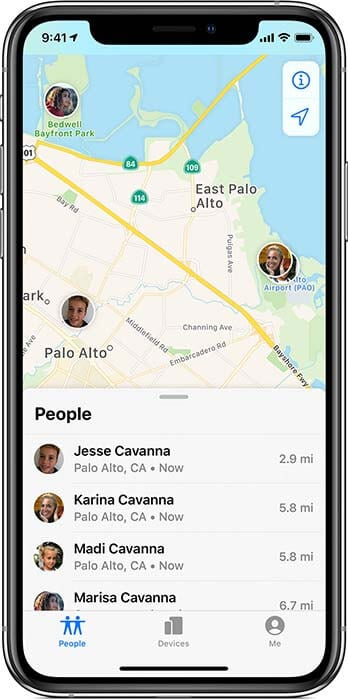 9:41
Bedwell
Bayfront Park
01
84
109
114
East Palo
Alto
Bay Rd
Pulgas Ave
Alto
Airport (PAO)
ark
Palo Alto
Middlefield Rd
Channing Ave
Embarcadero Rd
Bayshore Fwy
People
Jesse Cavanna
Palo Alto, CA • Now
2.9 mi
Karina Cavanna
Palo Alto, CA • Now
5.8 mi
Madi Cavanna
Palo Alto, CA • Now
5.8 mi
Marisa Cavanna
6.7 mi
People
Devices
Me